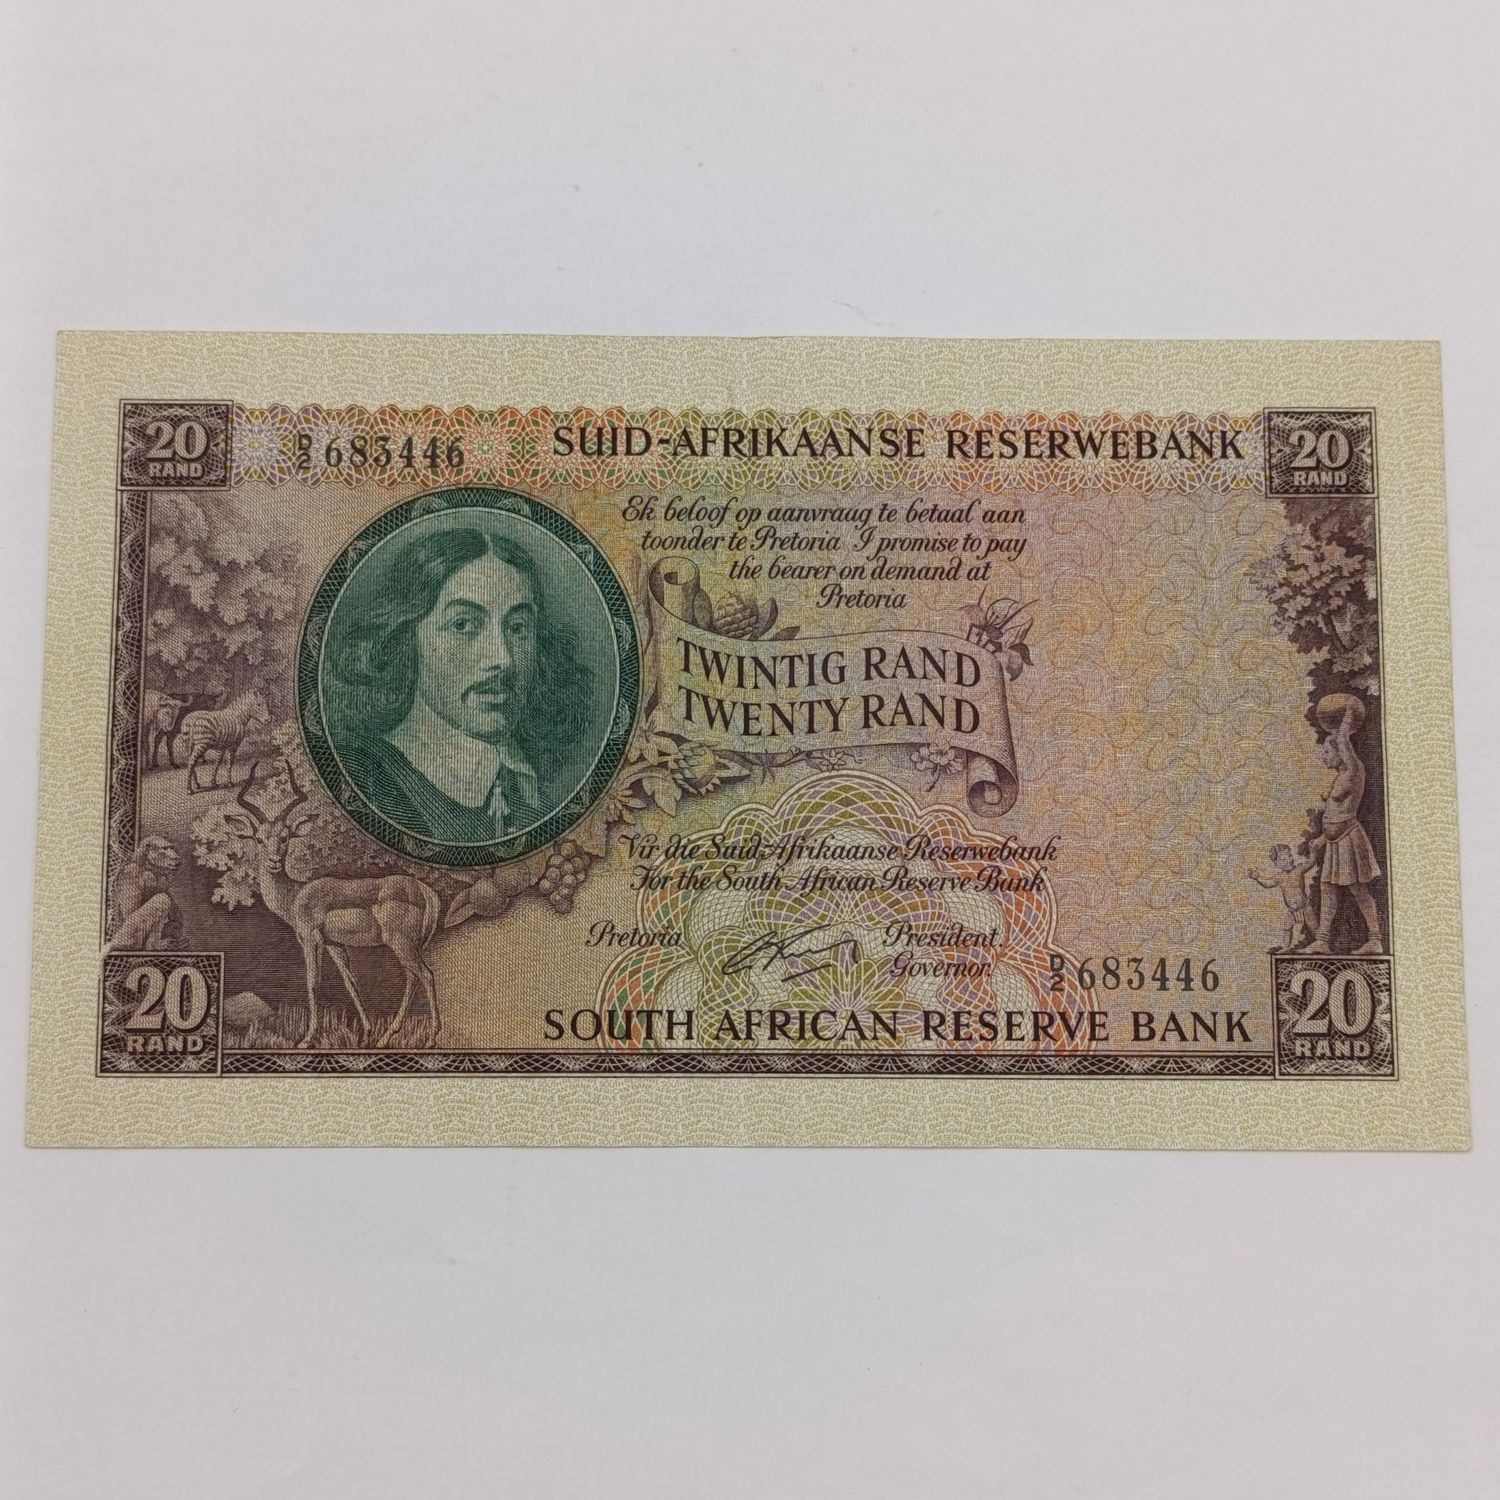 20 RAND
D/2 683446
SUID-AFRIKAANSE RESERWEBANK
20 RAND
Ek beloof op aanvraag te betaal aan
toonder te Pretoria I promise to pay
the bearer on demand at
Pretoria
TWINTIG RAND
TWENTY RAND
Vir die Suid-Afrikaanse Reserwebank
For the South African Reserve Bank
Pretoria
President.
Governor.
D/2 683446
20 RAND
SOUTH AFRICAN RESERVE BANK
20 RAND